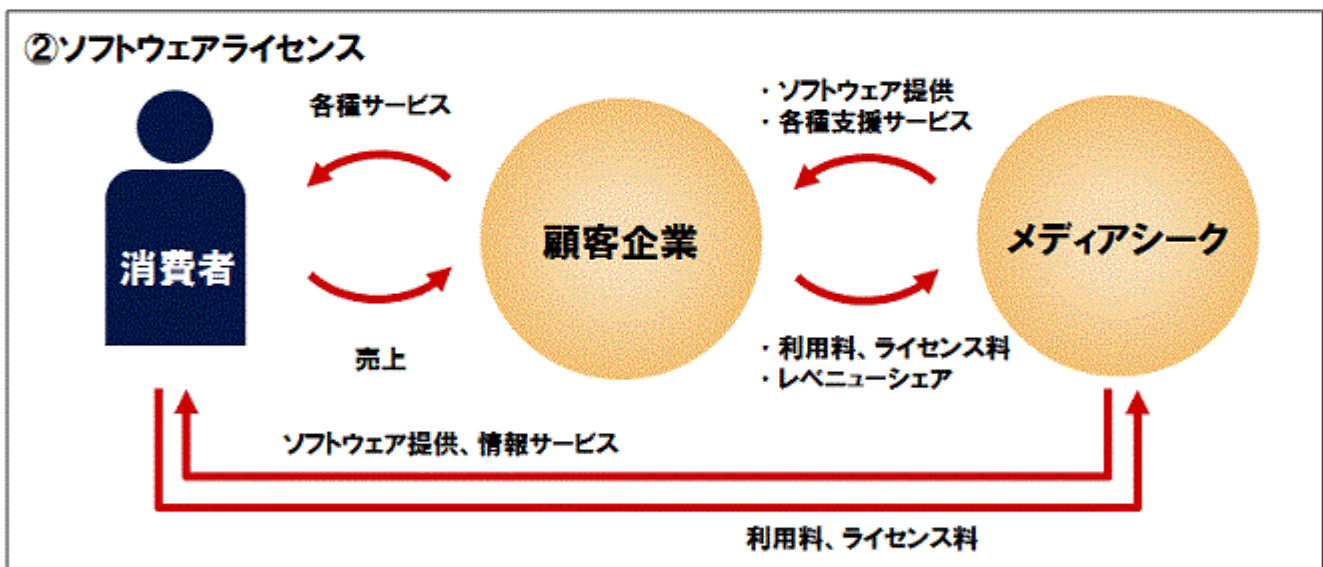 ②ソフトウェアライセンス
各種サービス
・ソフトウェア提供
・各種支援サービス
消費者
顧客企業
メディアシーク
売上
・利用料、ライセンス料
・レベニューシェア
ソフトウェア提供、情報サービス
利用料、ライセンス料